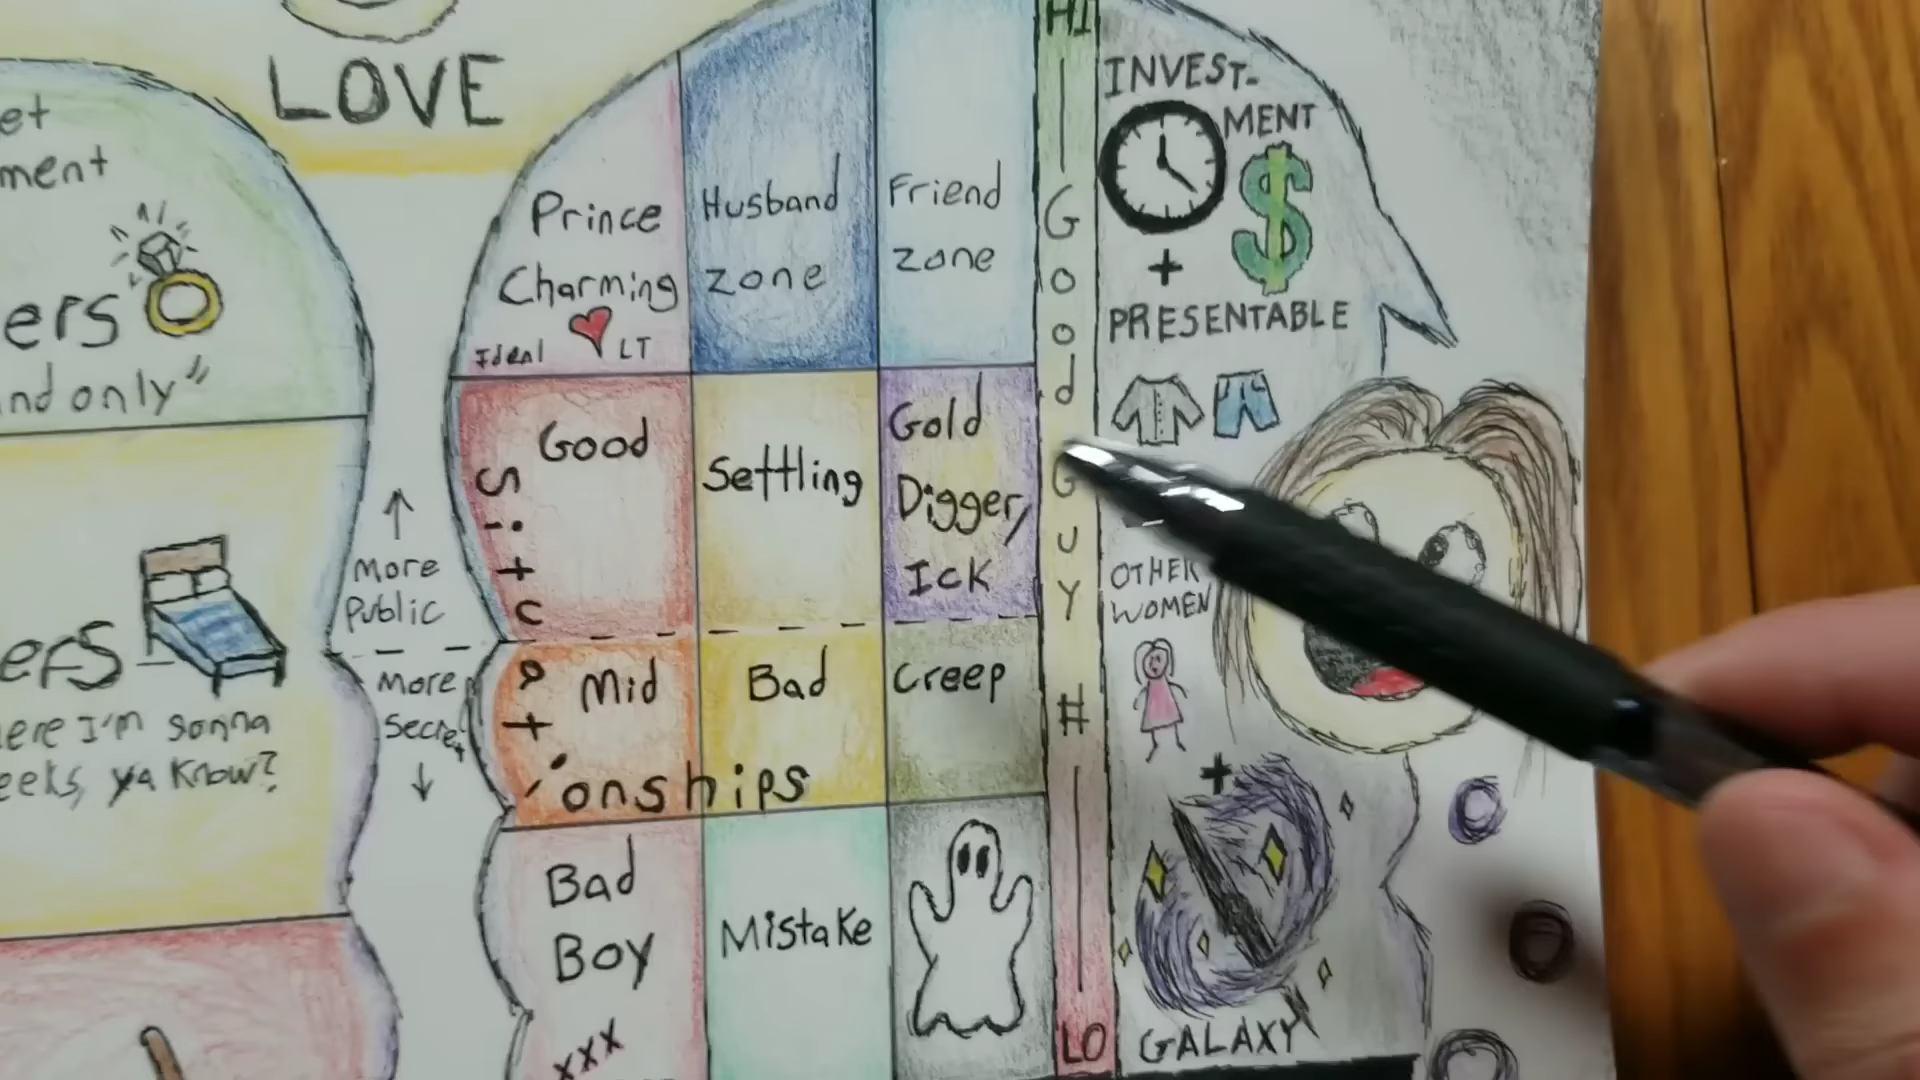 LOVE
et
ment
ers
nd only"
ers
ere I'm gonna
eeks, ya know?
More
Public
More
Secret
Prince
Charming
Ideal LT
Husband
zone
Friend
zone
Good
Settling
Gold
Digger/
Ick
Sitchat
ionships
Mid
Bad
Creep
Bad
Boy
xxx
Mistake
HI
Good
Guy
#
LO
INVEST-
MENT
$
+
PRESENTABLE
OTHER
WOMEN
+
GALAXY